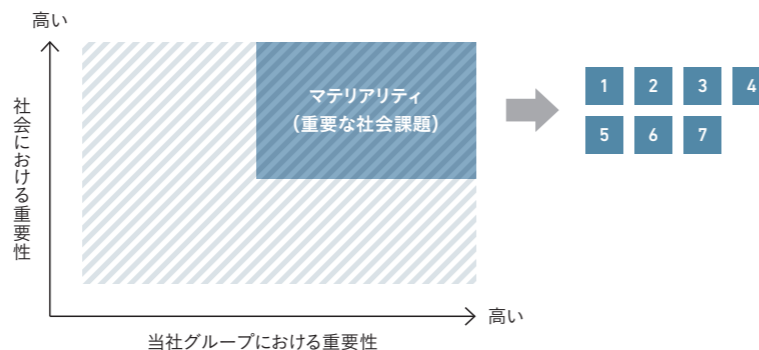 高い
社会における重要性
マテリアリティ
（重要な社会課題）
1 2 3 4
5 6 7
高い
当社グループにおける重要性